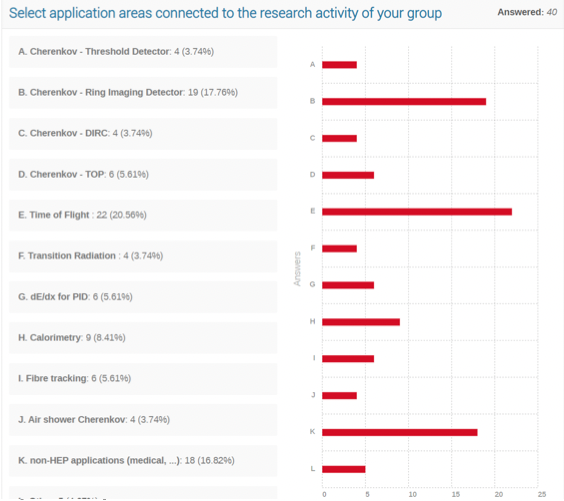 Select application areas connected to the research activity of your group
Answered: 40
A. Cherenkov - Threshold Detector: 4 (3.74%)
B. Cherenkov - Ring Imaging Detector: 19 (17.76%)
C. Cherenkov - DIRC: 4 (3.74%)
D. Cherenkov - TOP: 6 (5.61%)
E. Time of Flight : 22 (20.56%)
F. Transition Radiation : 4 (3.74%)
G. dE/dx for PID: 6 (5.61%)
H. Calorimetry: 9 (8.41%)
I. Fibre tracking: 6 (5.61%)
J. Air shower Cherenkov: 4 (3.74%)
K. non-HEP applications (medical, ...): 18 (16.82%)
Answers
A
B
C
D
E
F
G
H
I
J
K
L
0 5 10 15 20 25